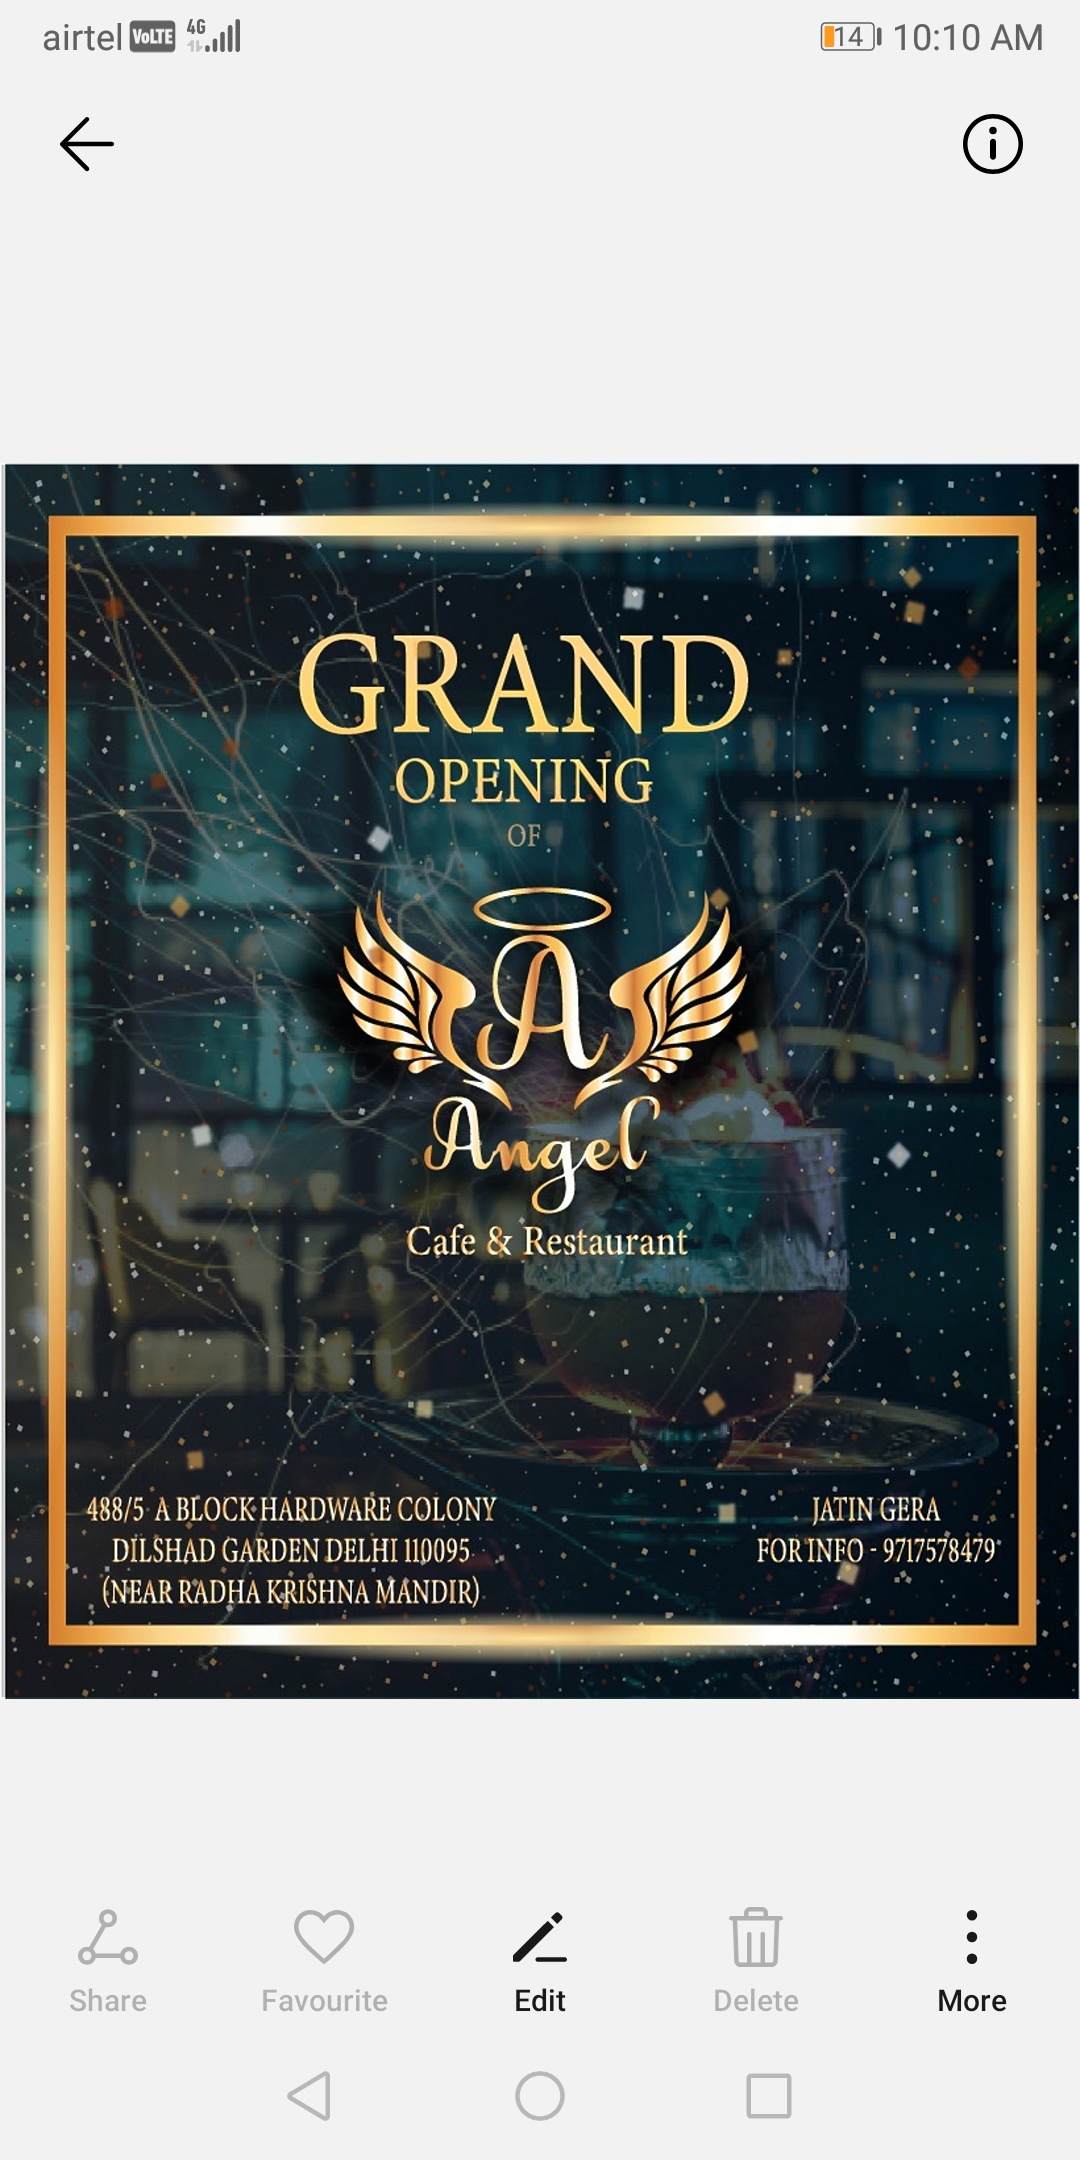 airtel VoLTE 4G 14 10:10 AM
GRAND
OPENING
OF
A
Angel
Cafe & Restaurant
488/5 A BLOCK HARDWARE COLONY
DILSHAD GARDEN DELHI 110095
(NEAR RADHA KRISHNA MANDIR)
JATIN GERA
FOR INFO - 9717578479
Share Favourite Edit Delete More